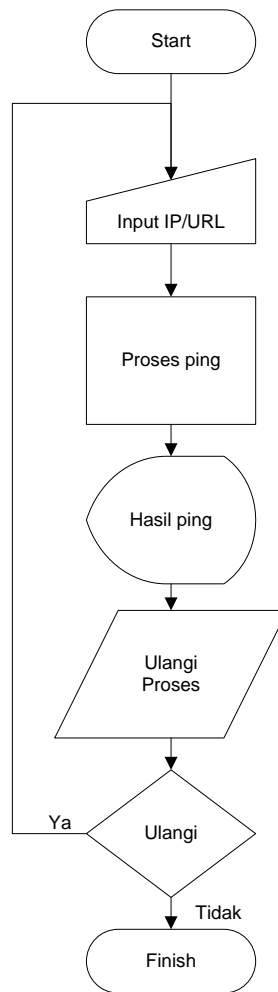 Start
Input IP/URL
Proses ping
Hasil ping
Ulangi
Proses
Ya
Ulangi
Tidak
Finish